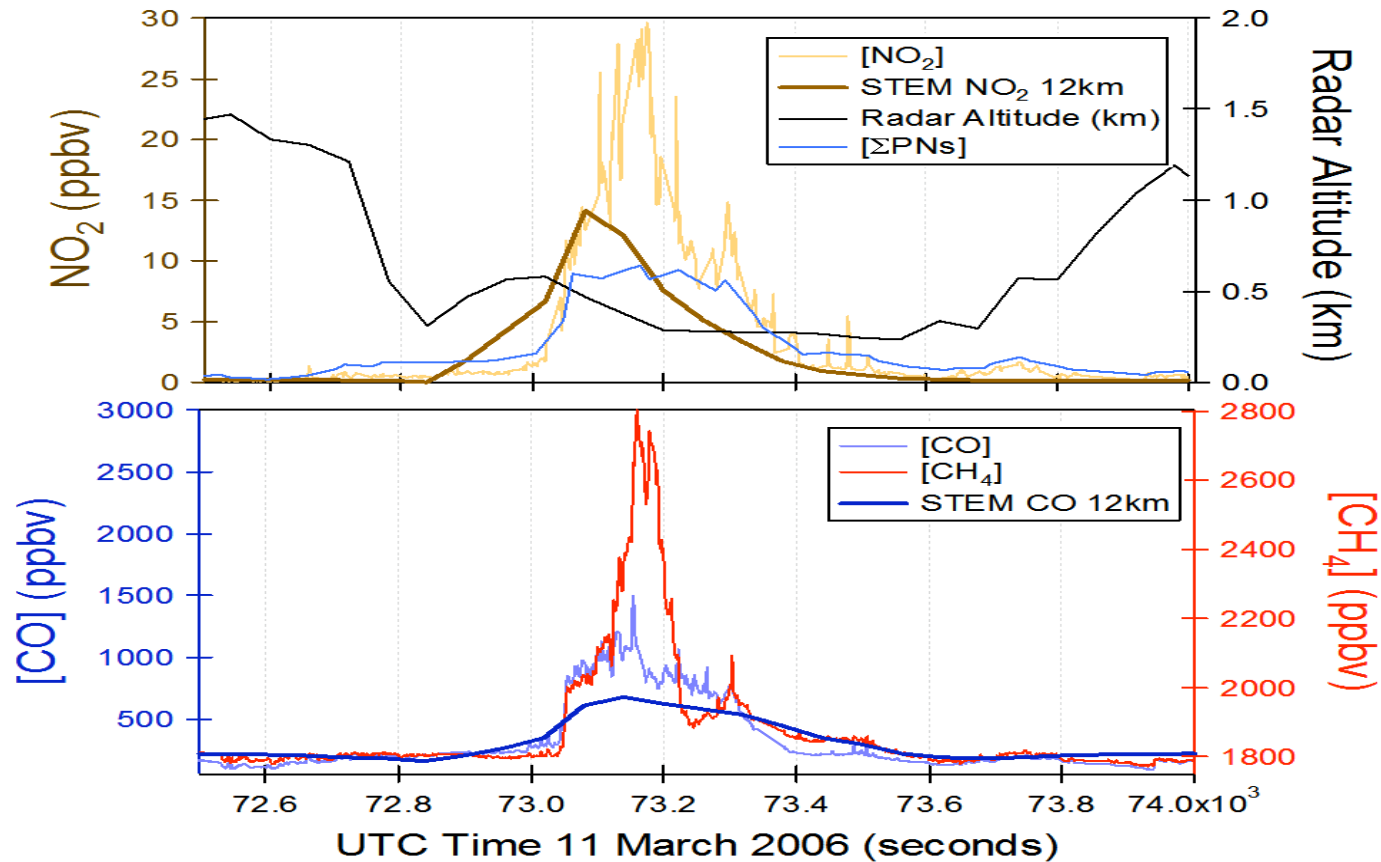 30
25
20
15
10
5
0
NO₂ (ppbv)
2.0
1.5
1.0
0.5
0.0
Radar Altitude (km)
[NO₂]
STEM NO₂ 12km
Radar Altitude (km)
[ΣPNs]
3000
2500
2000
1500
1000
500
[CO] (ppbv)
2800
2600
2400
2200
2000
1800
[CH₄] (ppbv)
[CO]
[CH₄]
STEM CO 12km
72.6 72.8 73.0 73.2 73.4 73.6 73.8 74.0x10³
UTC Time 11 March 2006 (seconds)